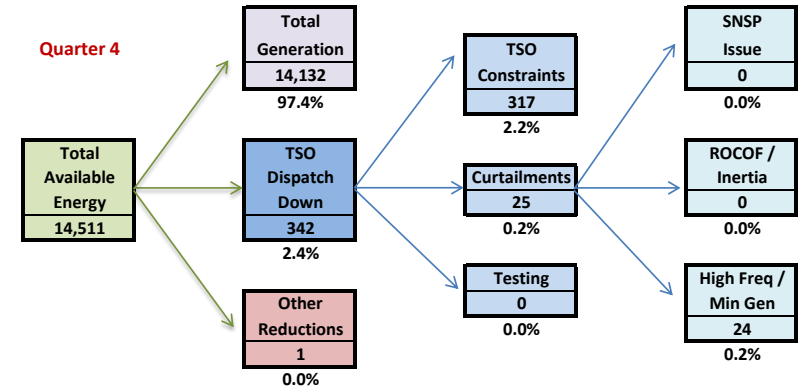 Quarter 4
Total
Available
Energy
14,511
Total
Generation
14,132
97.4%
TSO
Dispatch
Down
342
2.4%
Other
Reductions
1
0.0%
TSO
Constraints
317
2.2%
Curtailments
25
0.2%
Testing
0
0.0%
SNSP
Issue
0
0.0%
ROCOF /
Inertia
0
0.0%
High Freq /
Min Gen
24
0.2%